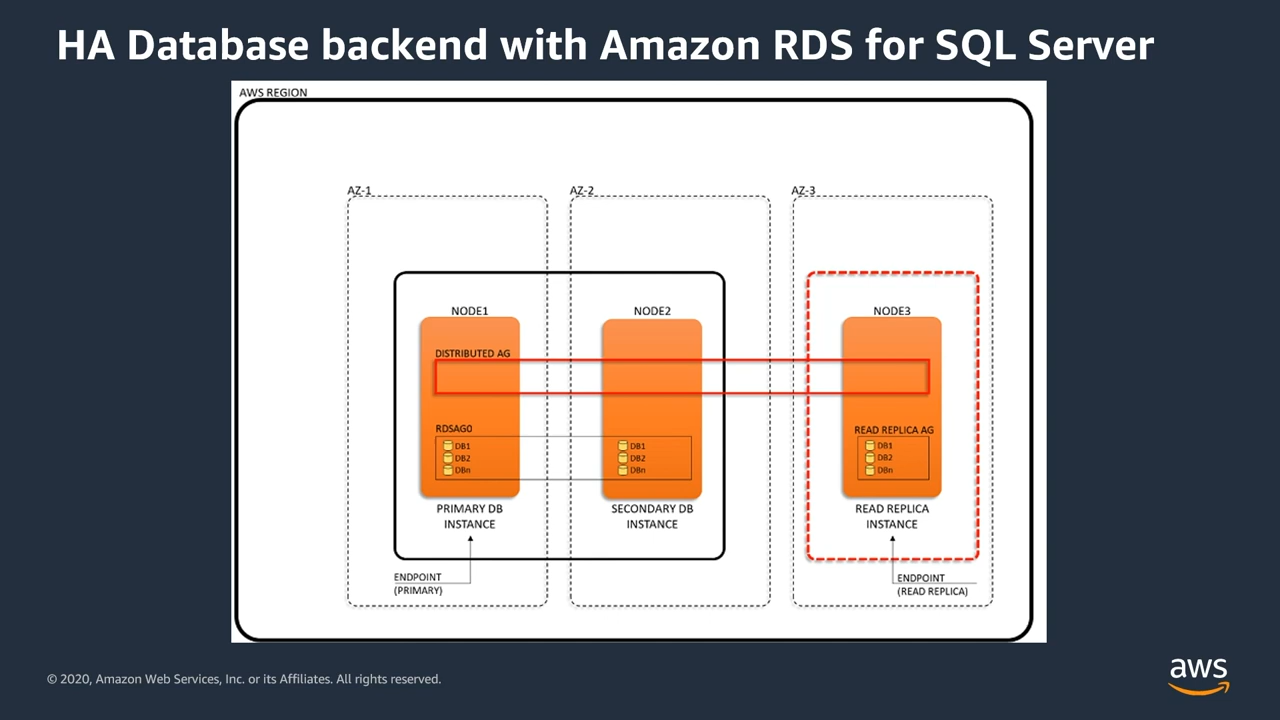 HA Database backend with Amazon RDS for SQL Server
AWS REGION
AZ-1
AZ-2
AZ-3
NODE1
NODE2
NODE3
DISTRIBUTED AG
RDSAG0
DB1
DB2
DBn
DB1
DB2
DBn
READ REPLICA AG
DB1
DB2
DBn
PRIMARY DB
INSTANCE
SECONDARY DB
INSTANCE
READ REPLICA
INSTANCE
ENDPOINT
(PRIMARY)
ENDPOINT
(READ REPLICA)
© 2020, Amazon Web Services, Inc. or its Affiliates. All rights reserved.
aws